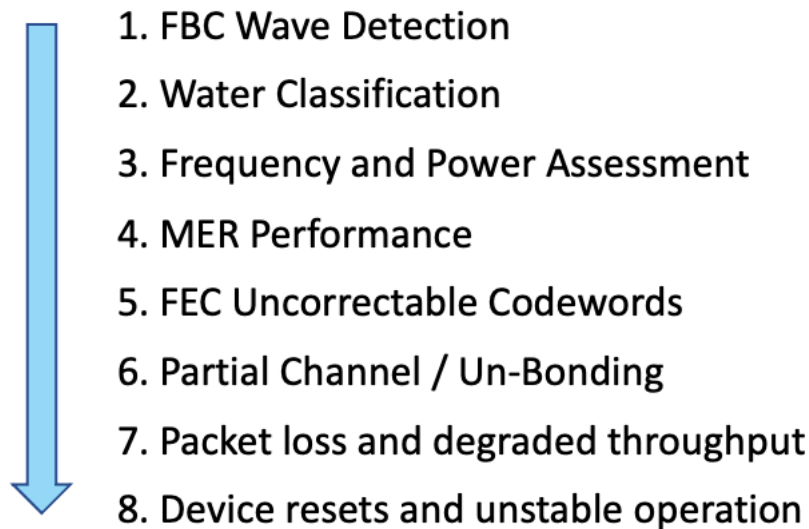 1. FBC Wave Detection
2. Water Classification
3. Frequency and Power Assessment
4. MER Performance
5. FEC Uncorrectable Codewords
6. Partial Channel / Un-Bonding
7. Packet loss and degraded throughput
8. Device resets and unstable operation